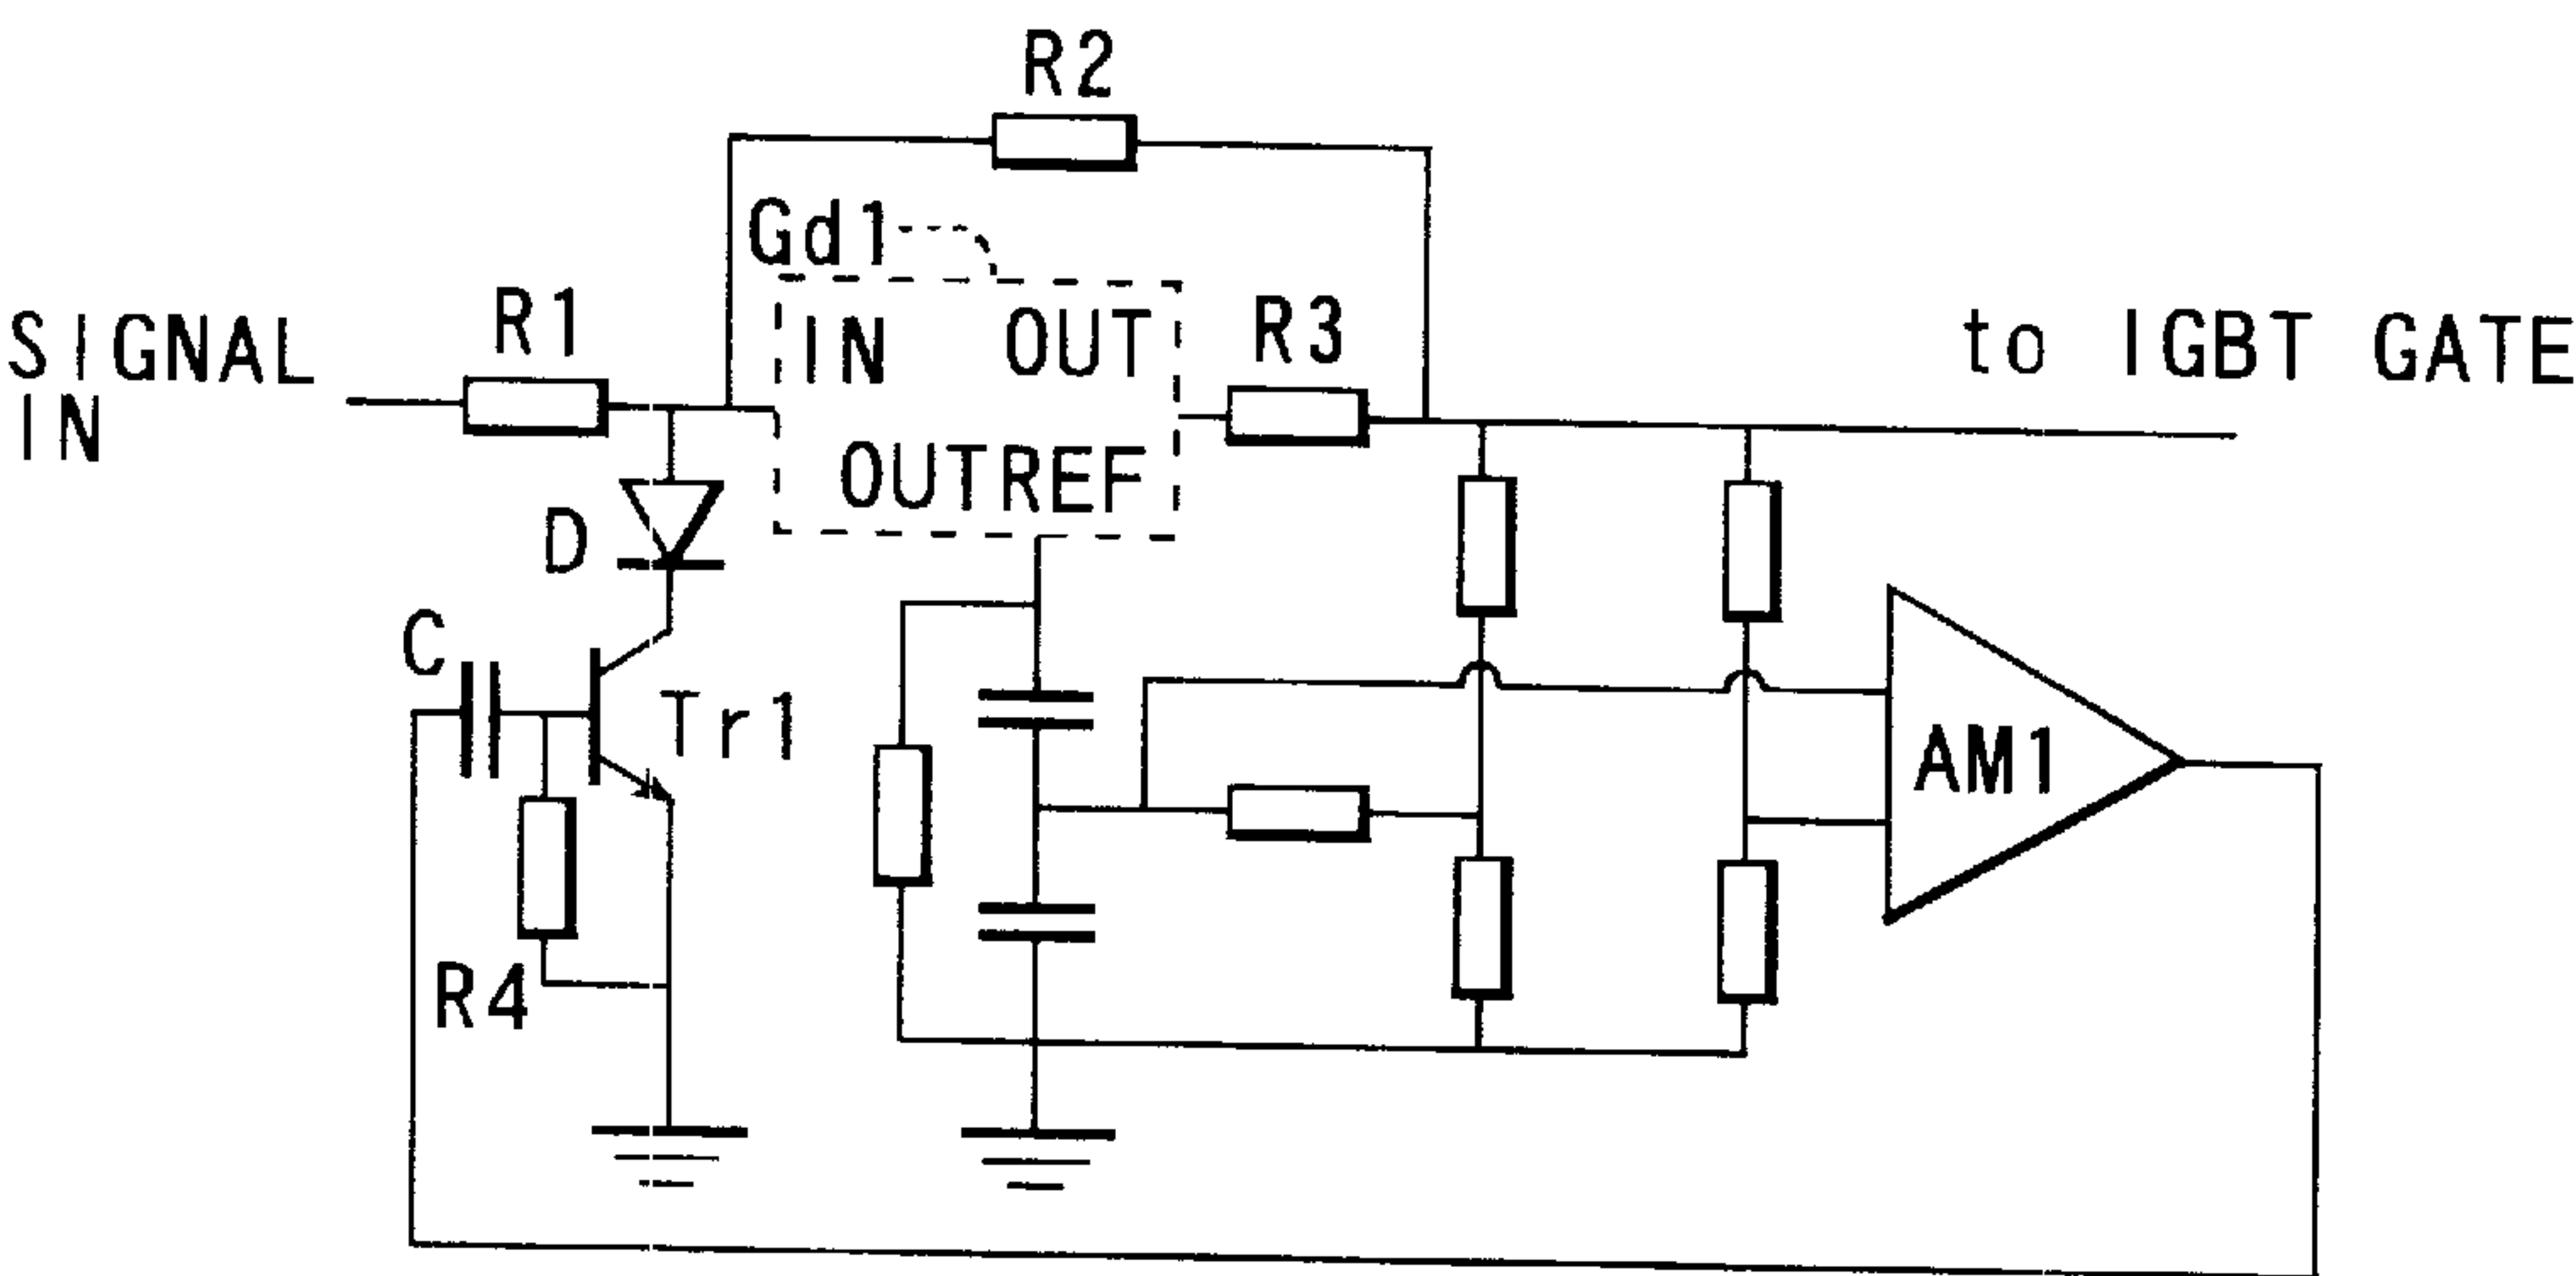 R2
Gd1
R1
IN OUT
R3
SIGNAL
IN
to IGBT GATE
OUTREF
D
C
Tr1
AM1
R4